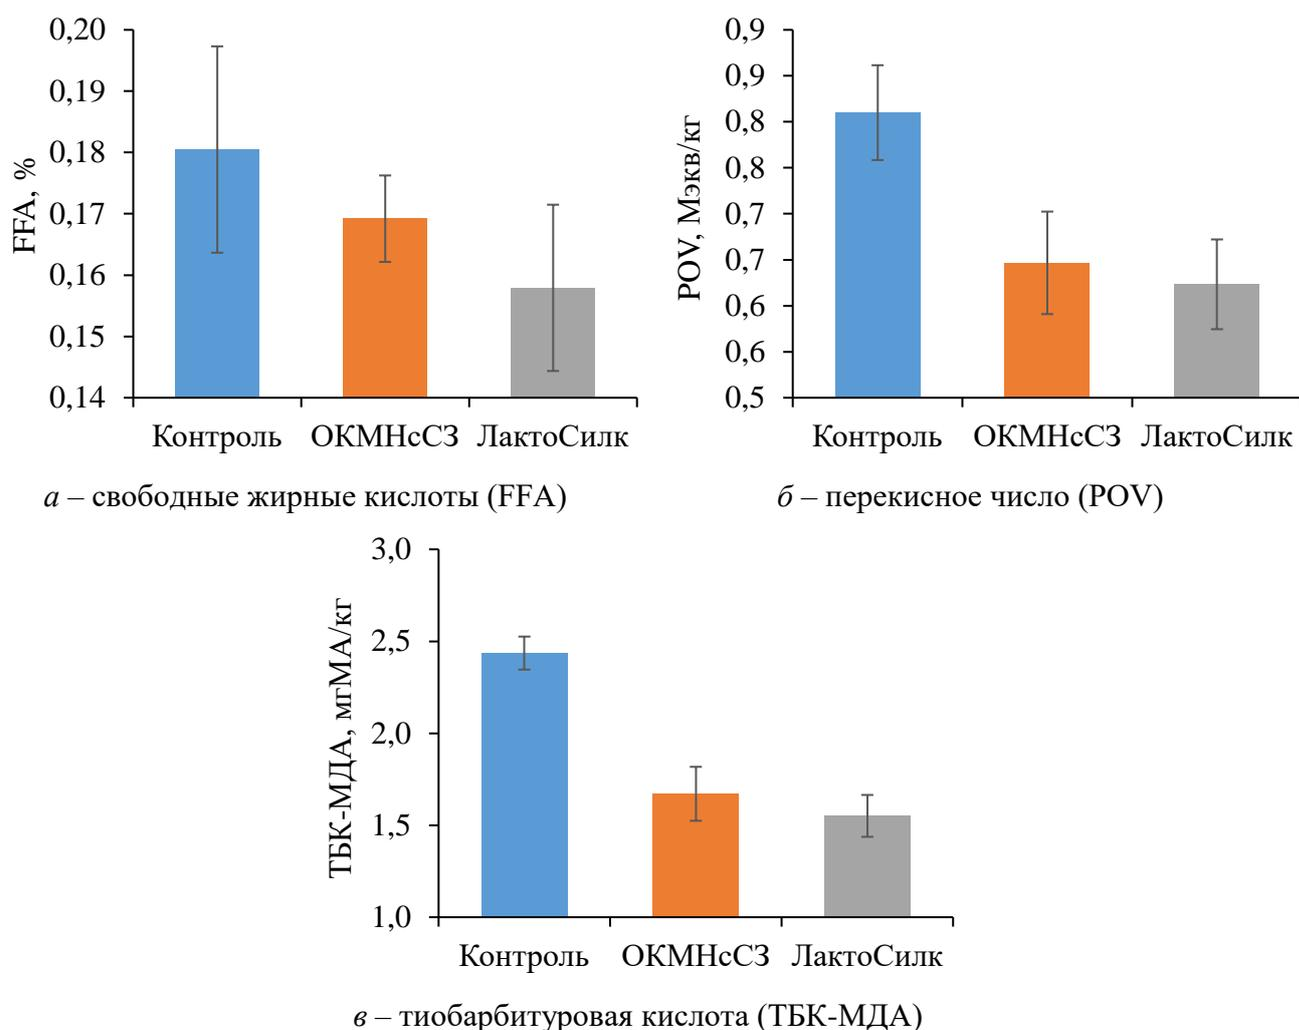 FFA, %
0,20
0,19
0,18
0,17
0,16
0,15
0,14
Контроль ОКМНсСЗ ЛактоСилк
а – свободные жирные кислоты (FFA)
POV, Мэкв/кг
0,9
0,9
0,8
0,8
0,7
0,7
0,6
0,6
0,5
Контроль ОКМНсСЗ ЛактоСилк
б – перекисное число (POV)
ТБК-МДА, мгМА/кг
3,0
2,5
2,0
1,5
1,0
Контроль ОКМНсСЗ ЛактоСилк
в – тиобарбитуровая кислота (ТБК-МДА)